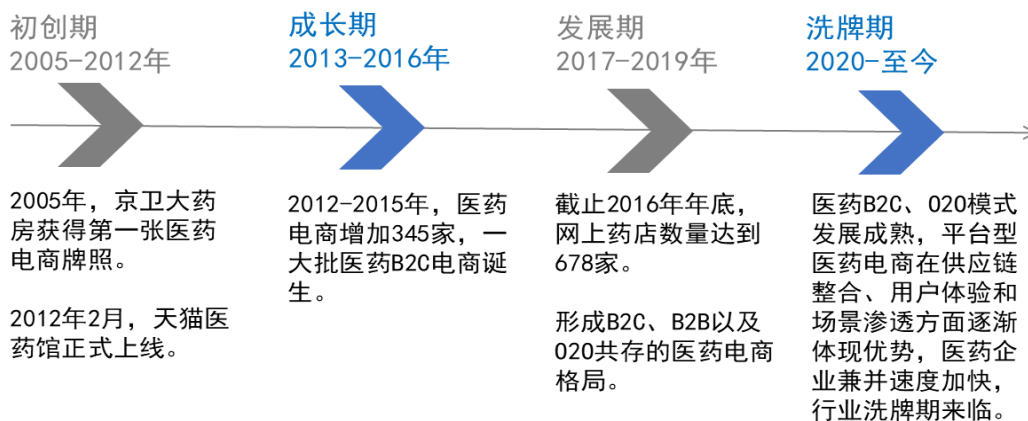 初创期
2005-2012年
2005年，京卫大药
房获得第一张医药
电商牌照。
2012年2月，天猫医
药馆正式上线。
成长期
2013-2016年
2012-2015年，医药
电商增加345家，一
大批医药B2C电商诞
生。
发展期
2017-2019年
截止2016年年底，
网上药店数量达到
678家。
形成B2C、B2B以及
O2O共存的医药电商
格局。
洗牌期
2020-至今
医药B2C、O2O模式
发展成熟，平台型
医药电商在供应链
整合、用户体验和
场景渗透方面逐渐
体现优势，医药企
业兼并速度加快，
行业洗牌期来临。